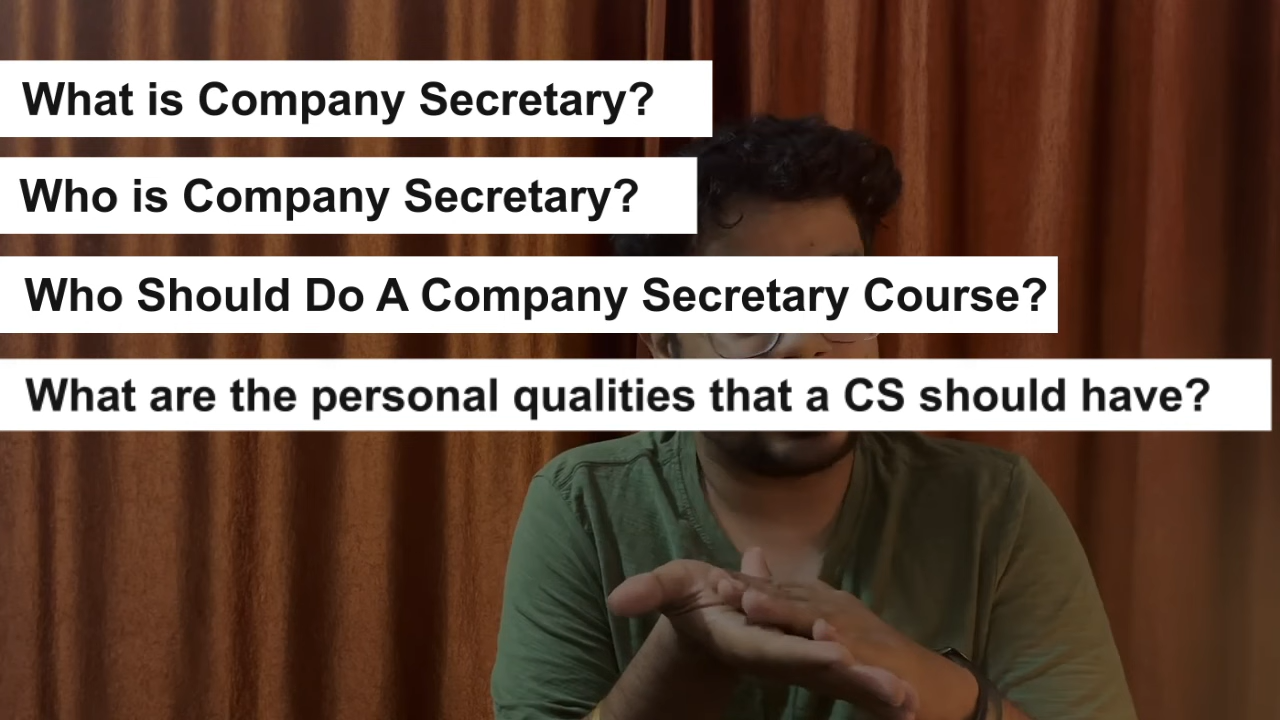 What is Company Secretary?
Who is Company Secretary?
Who Should Do A Company Secretary Course?
What are the personal qualities that a CS should have?